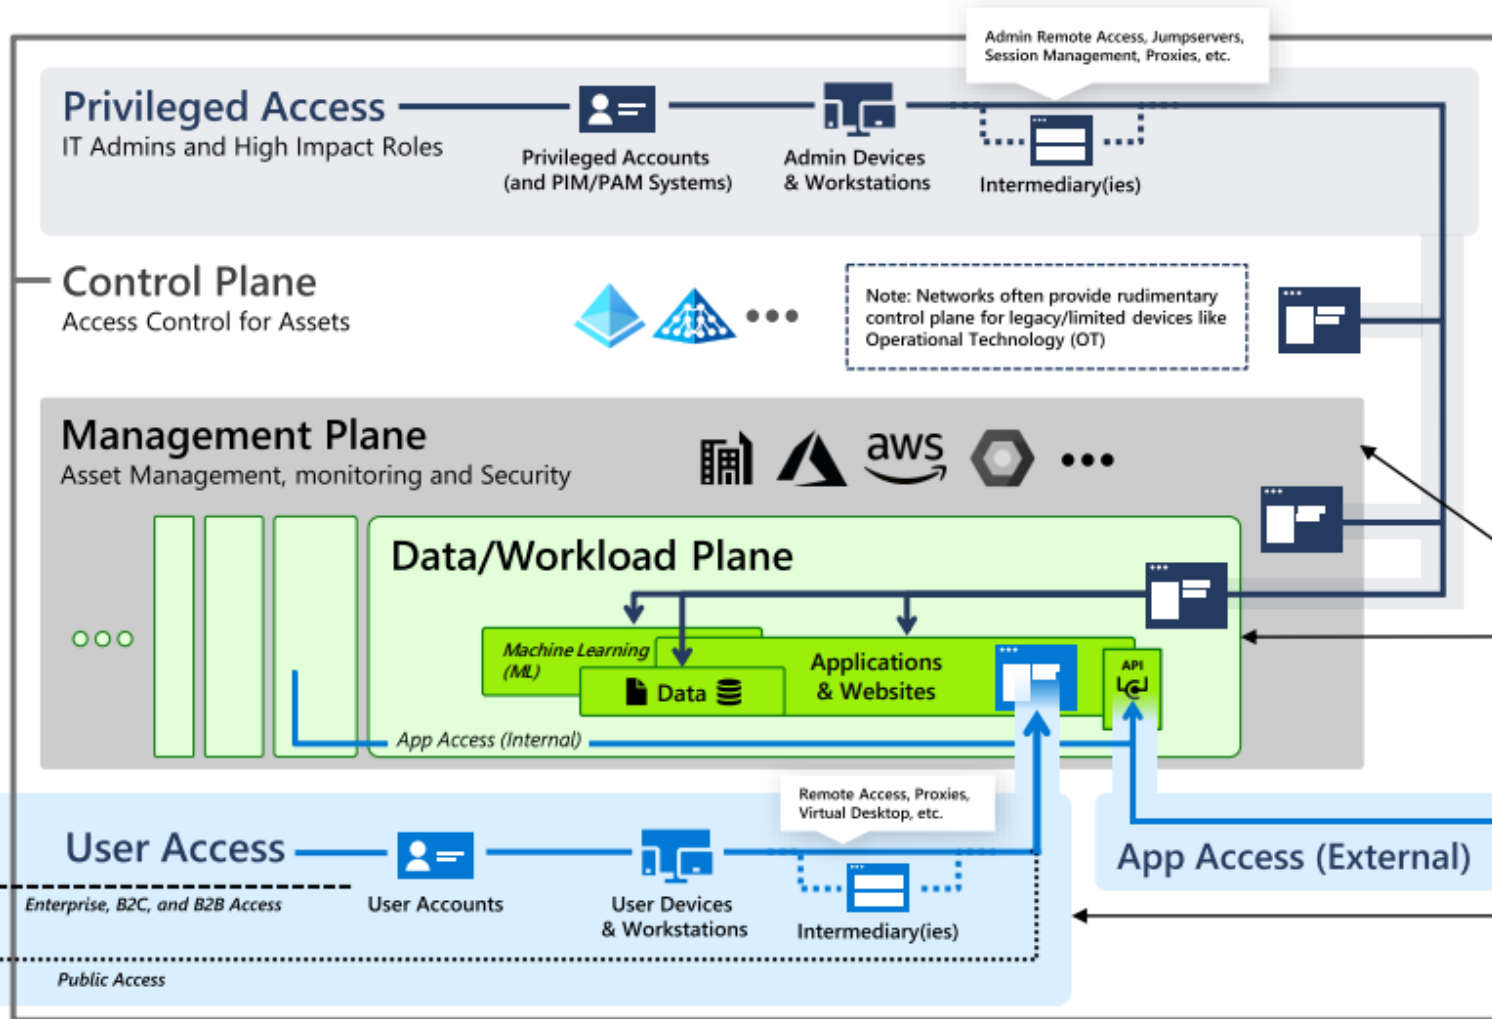 Admin Remote Access, Jumpservers,
Session Management, Proxies, etc.
Privileged Access
IT Admins and High Impact Roles
Privileged Accounts
(and PIM/PAM Systems)
Admin Devices
& Workstations
Intermediary(ies)
Control Plane
Access Control for Assets
Note: Networks often provide rudimentary
control plane for legacy/limited devices like
Operational Technology (OT)
Management Plane
Asset Management, monitoring and Security
aws
Data/Workload Plane
Machine Learning
(ML)
Data
Applications
& Websites
API
App Access (Internal)
Remote Access, Proxies,
Virtual Desktop, etc.
User Access
Enterprise, B2C, and B2B Access
User Accounts
User Devices
& Workstations
Intermediary(ies)
Public Access
App Access (External)